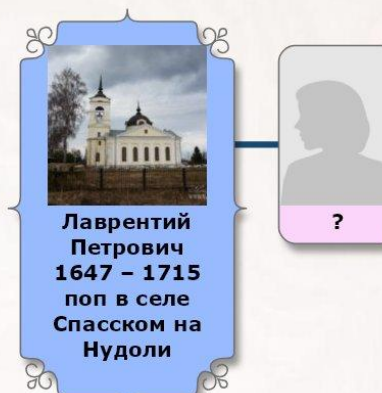 Лаврентий
Петрович
1647 – 1715
поп в селе
Спасском на
Нудоли
?